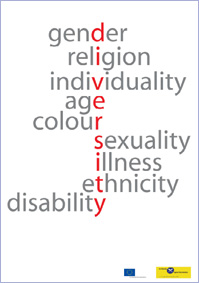 gender
religion
individuality
age
colour
sexuality
illness
ethnicity
disability